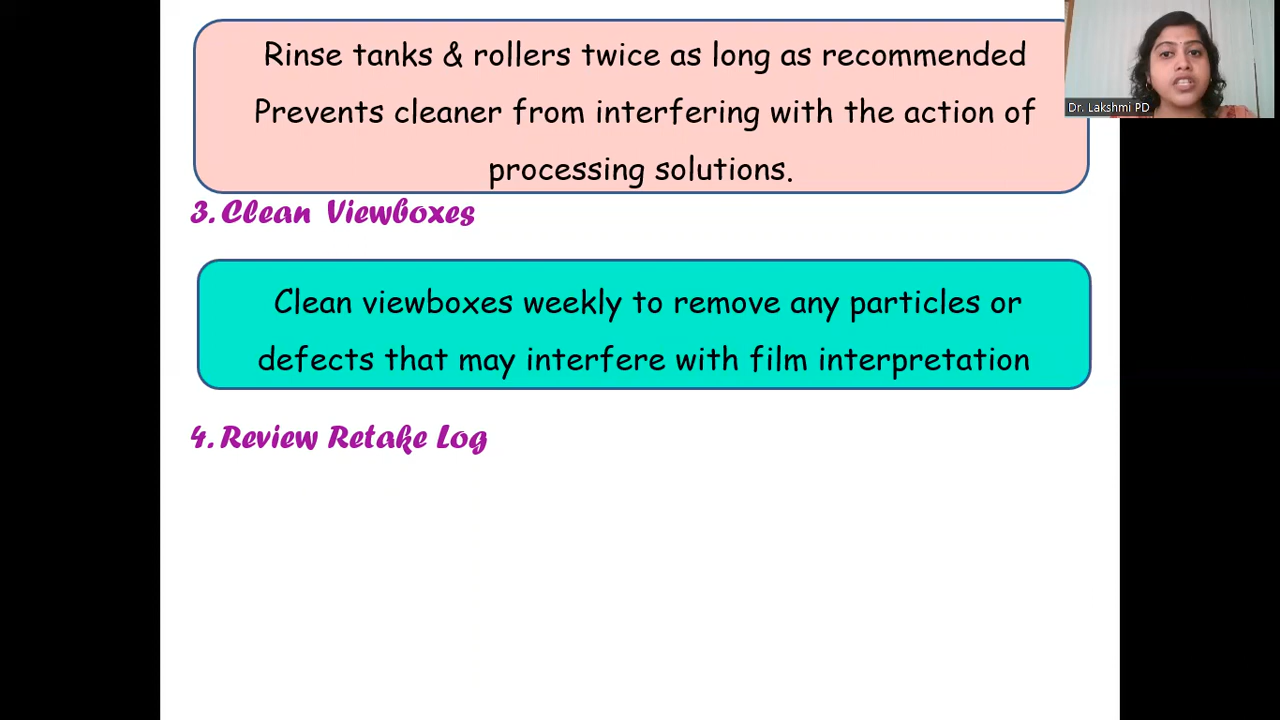 Rinse tanks & rollers twice as long as recommended
Prevents cleaner from interfering with the action of
processing solutions.
Dr. Lakshmi PD
3. Clean Viewboxes
Clean viewboxes weekly to remove any particles or
defects that may interfere with film interpretation
4. Review Retake Log